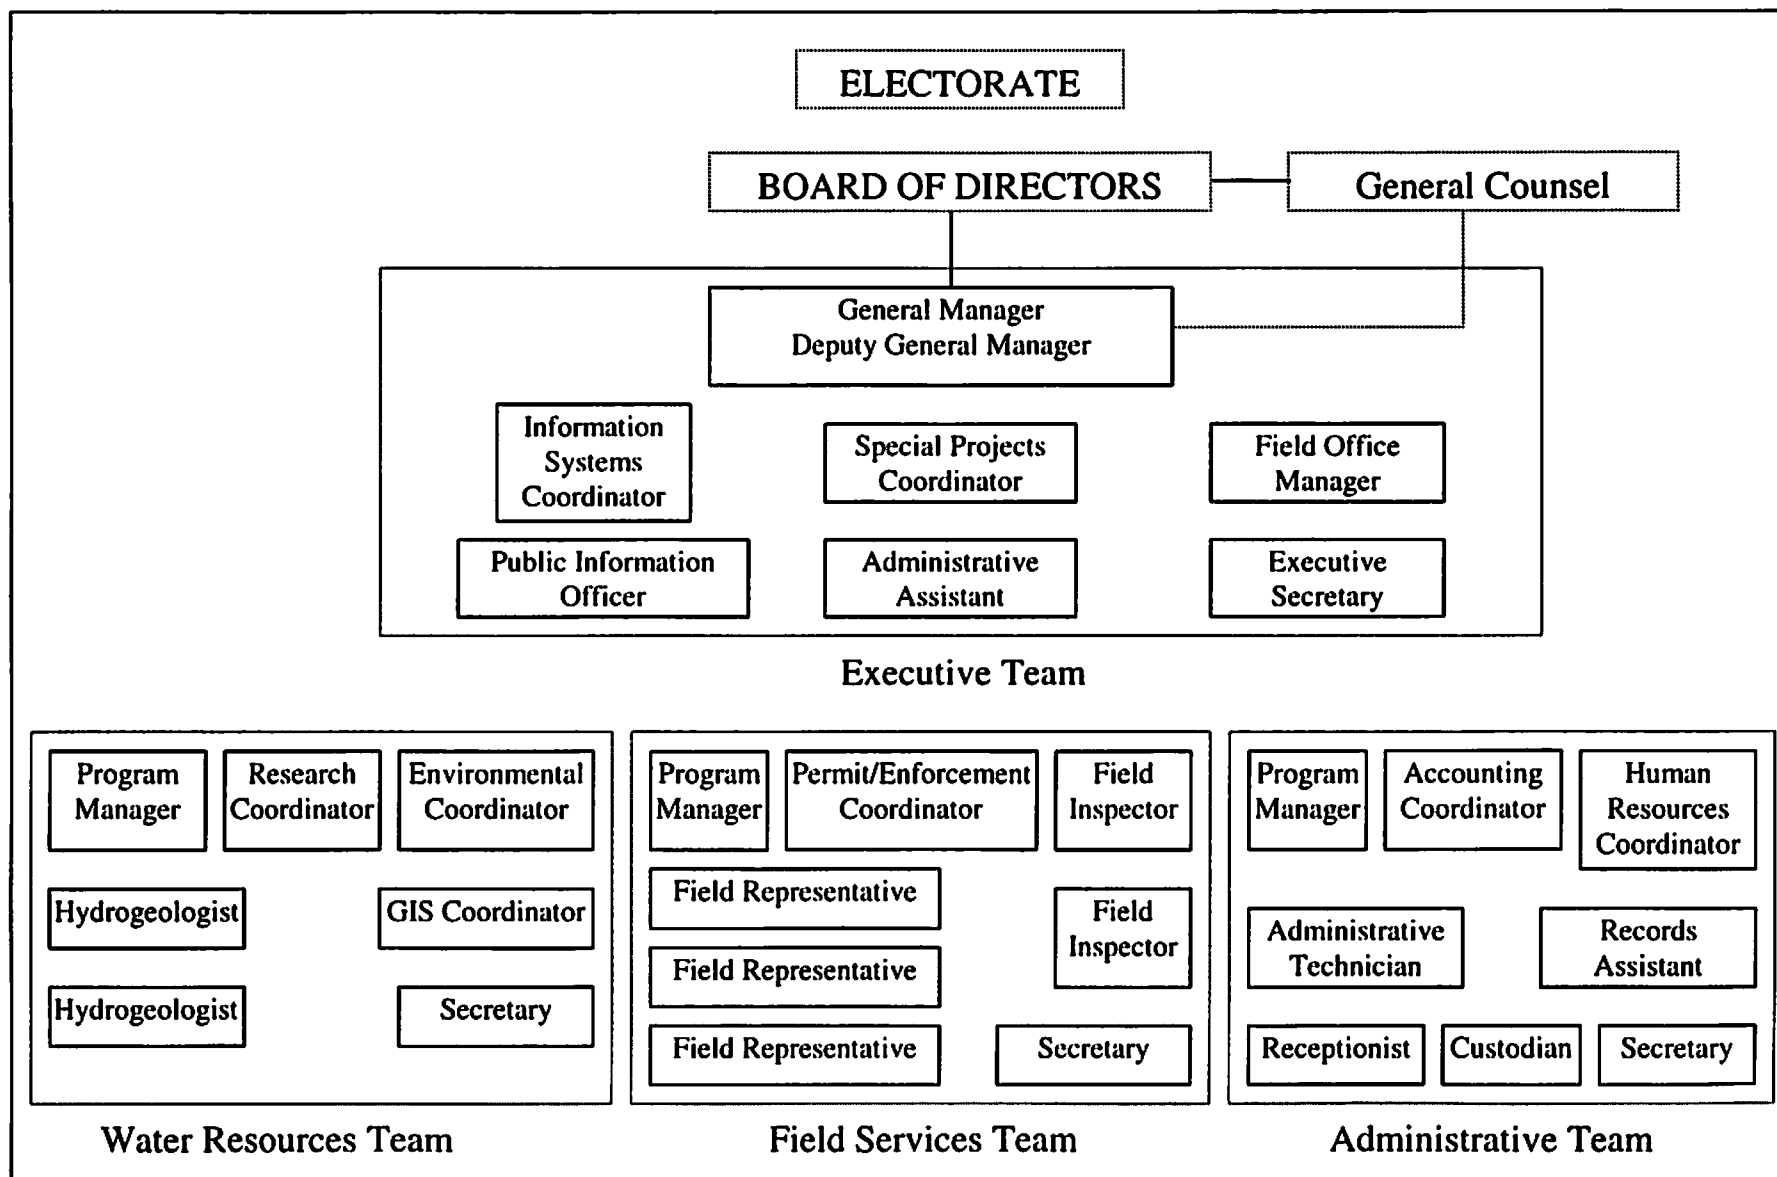 ELECTORATE
BOARD OF DIRECTORS
General Counsel
General Manager
Deputy General Manager
Information
Systems
Coordinator
Special Projects
Coordinator
Field Office
Manager
Public Information
Officer
Administrative
Assistant
Executive
Secretary
Executive Team
Program
Manager
Research
Coordinator
Environmental
Coordinator
Hydrogeologist
GIS Coordinator
Hydrogeologist
Secretary
Water Resources Team
Program
Manager
Permit/Enforcement
Coordinator
Field
Inspector
Field Representative
Field
Inspector
Field Representative
Field Representative
Secretary
Field Services Team
Program
Manager
Accounting
Coordinator
Human
Resources
Coordinator
Administrative
Technician
Records
Assistant
Receptionist
Custodian
Secretary
Administrative Team